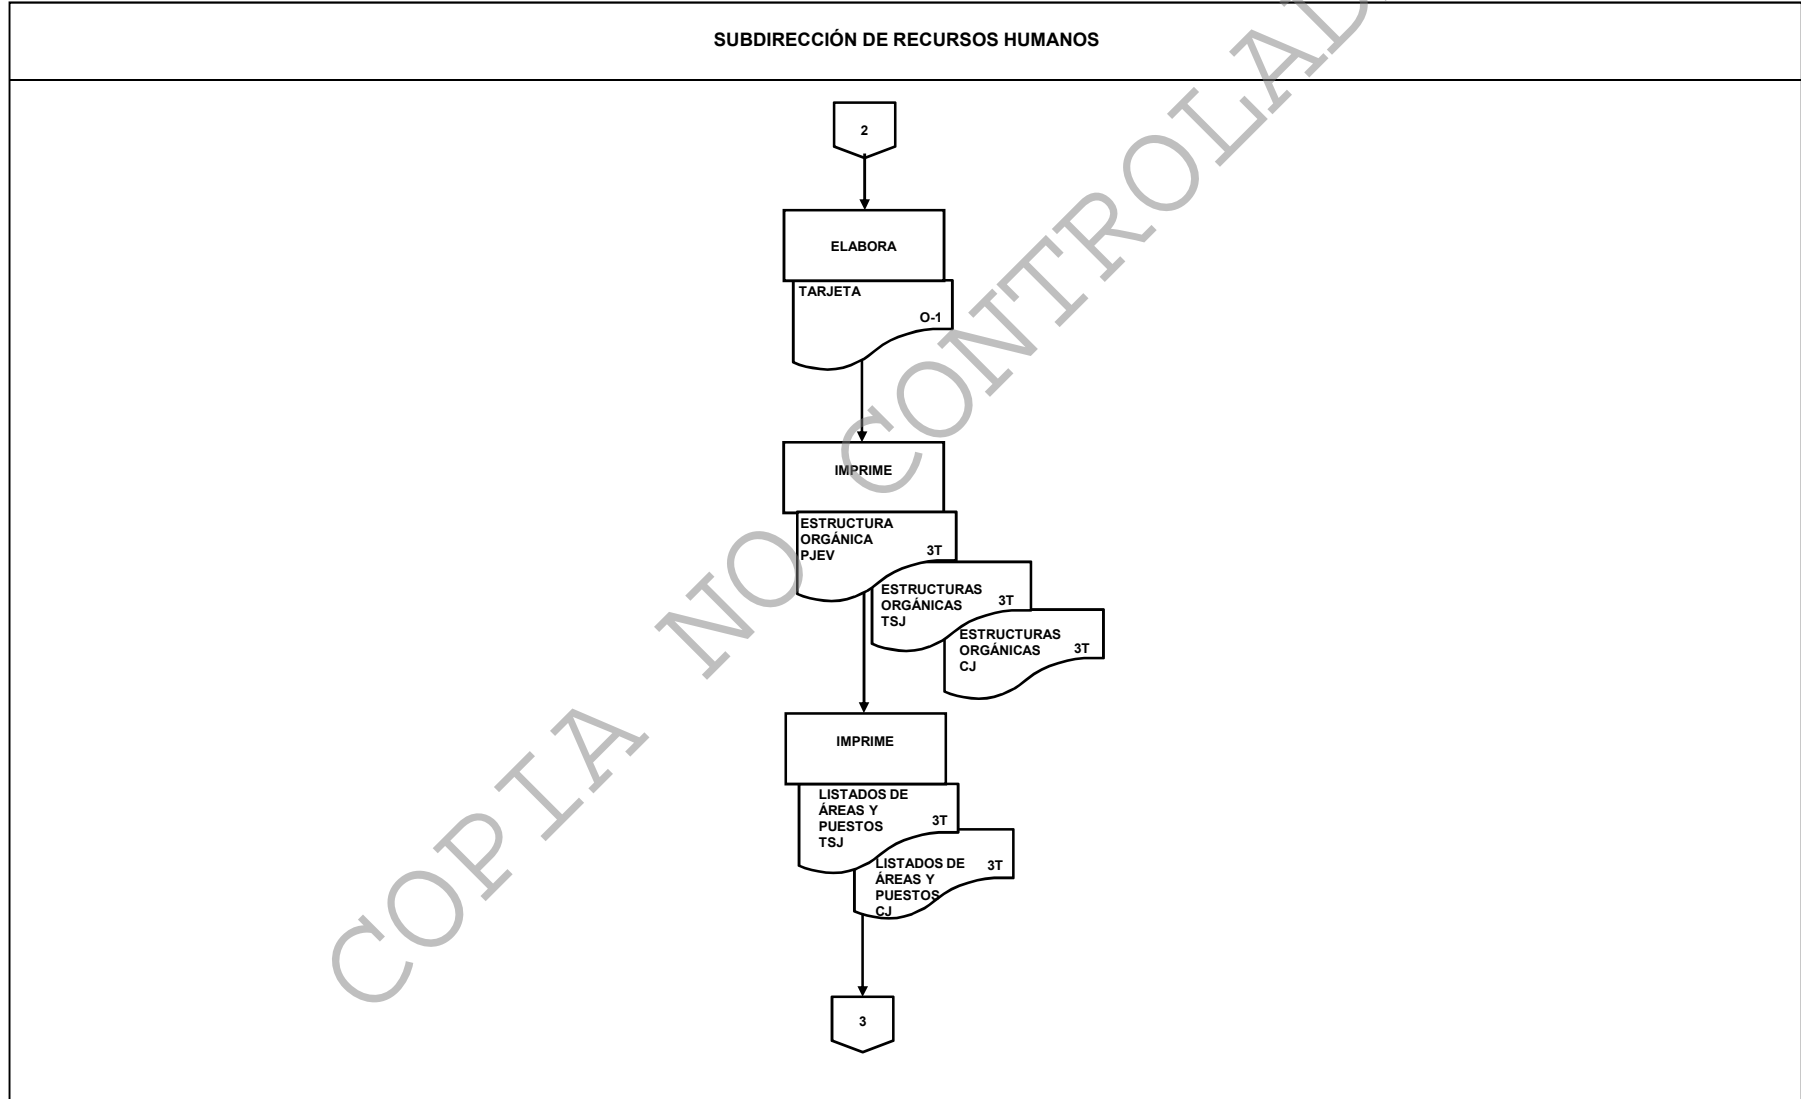 SUBDIRECCIÓN DE RECURSOS HUMANOS
2
ELABORA
TARJETA
O-1
IMPRIME
ESTRUCTURA
ORGÁNICA
PJEV
3T
ESTRUCTURAS
ORGÁNICAS
TSJ
3T
ESTRUCTURAS
ORGÁNICAS
CJ
3T
IMPRIME
LISTADOS DE
ÁREAS Y
PUESTOS
TSJ
3T
LISTADOS DE
ÁREAS Y
PUESTOS
CJ
3T
3
COPIA NO CONTROLAD